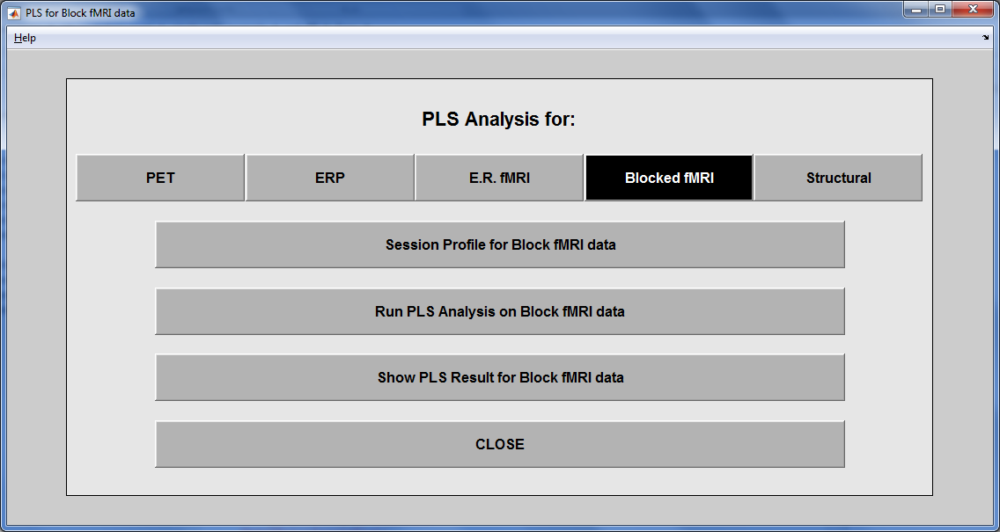 PLS for Block fMRI data
Help
PLS Analysis for:
PET
ERP
E.R. fMRI
Blocked fMRI
Structural
Session Profile for Block fMRI data
Run PLS Analysis on Block fMRI data
Show PLS Result for Block fMRI data
CLOSE